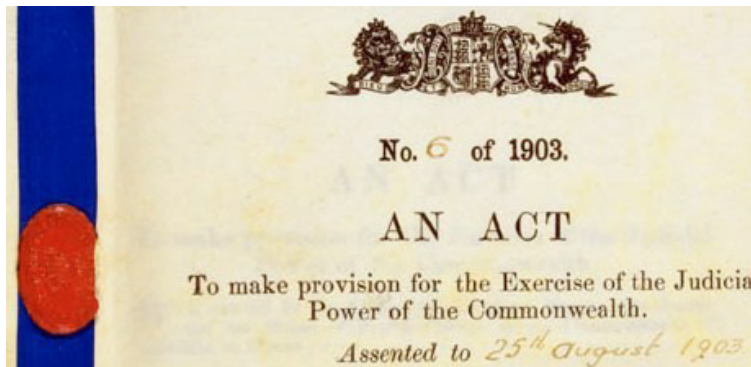 No. 6 of 1903.
AN ACT
To make provision for the Exercise of the Judicia
Power of the Commonwealth.
Assented to 25th August 1903